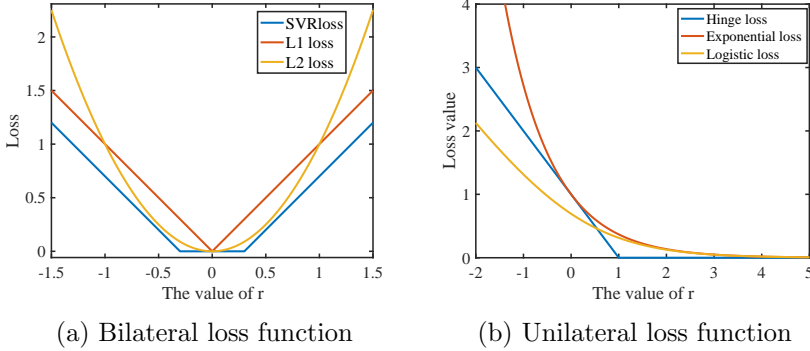 SVRloss
L1 loss
L2 loss
Loss
2
1.5
1
0.5
0
-1.5 -1 -0.5 0 0.5 1 1.5
The value of r
(a) Bilateral loss function
Hinge loss
Exponential loss
Logistic loss
Loss value
4
3
2
1
0
-2 -1 0 1 2 3 4 5
The value of r
(b) Unilateral loss function